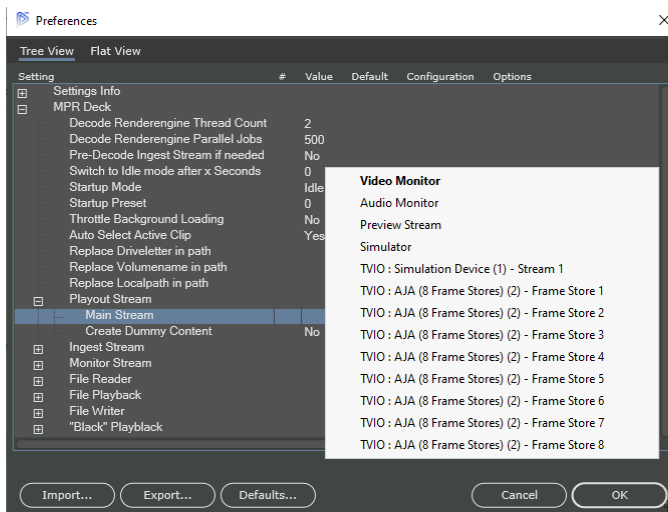 Preferences
Tree View Flat View
Setting # Value Default Configuration Options
Settings Info
MPR Deck
Decode Renderengine Thread Count 2
Decode Renderengine Parallel Jobs 500
Pre-Decode Ingest Stream if needed No
Switch to Idle mode after x Seconds 0
Startup Mode Idle
Startup Preset 0
Throttle Background Loading No
Auto Select Active Clip Yes
Replace Driveletter in path
Replace Volumename in path
Replace Localpath in path
Playout Stream
Main Stream
Create Dummy Content No
Ingest Stream
Monitor Stream
File Reader
File Playback
File Writer
"Black" Playblack
Video Monitor
Audio Monitor
Preview Stream
Simulator
TVIO : Simulation Device (1) - Stream 1
TVIO : AJA (8 Frame Stores) (2) - Frame Store 1
TVIO : AJA (8 Frame Stores) (2) - Frame Store 2
TVIO : AJA (8 Frame Stores) (2) - Frame Store 3
TVIO : AJA (8 Frame Stores) (2) - Frame Store 4
TVIO : AJA (8 Frame Stores) (2) - Frame Store 5
TVIO : AJA (8 Frame Stores) (2) - Frame Store 6
TVIO : AJA (8 Frame Stores) (2) - Frame Store 7
TVIO : AJA (8 Frame Stores) (2) - Frame Store 8
Import... Export... Defaults... Cancel OK